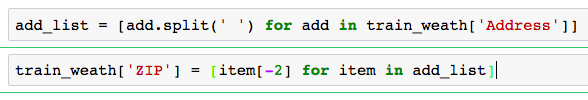 add_list = [add.split(' ') for add in train_weath['Address']]
train_weath['ZIP'] = [item[-2] for item in add_list]